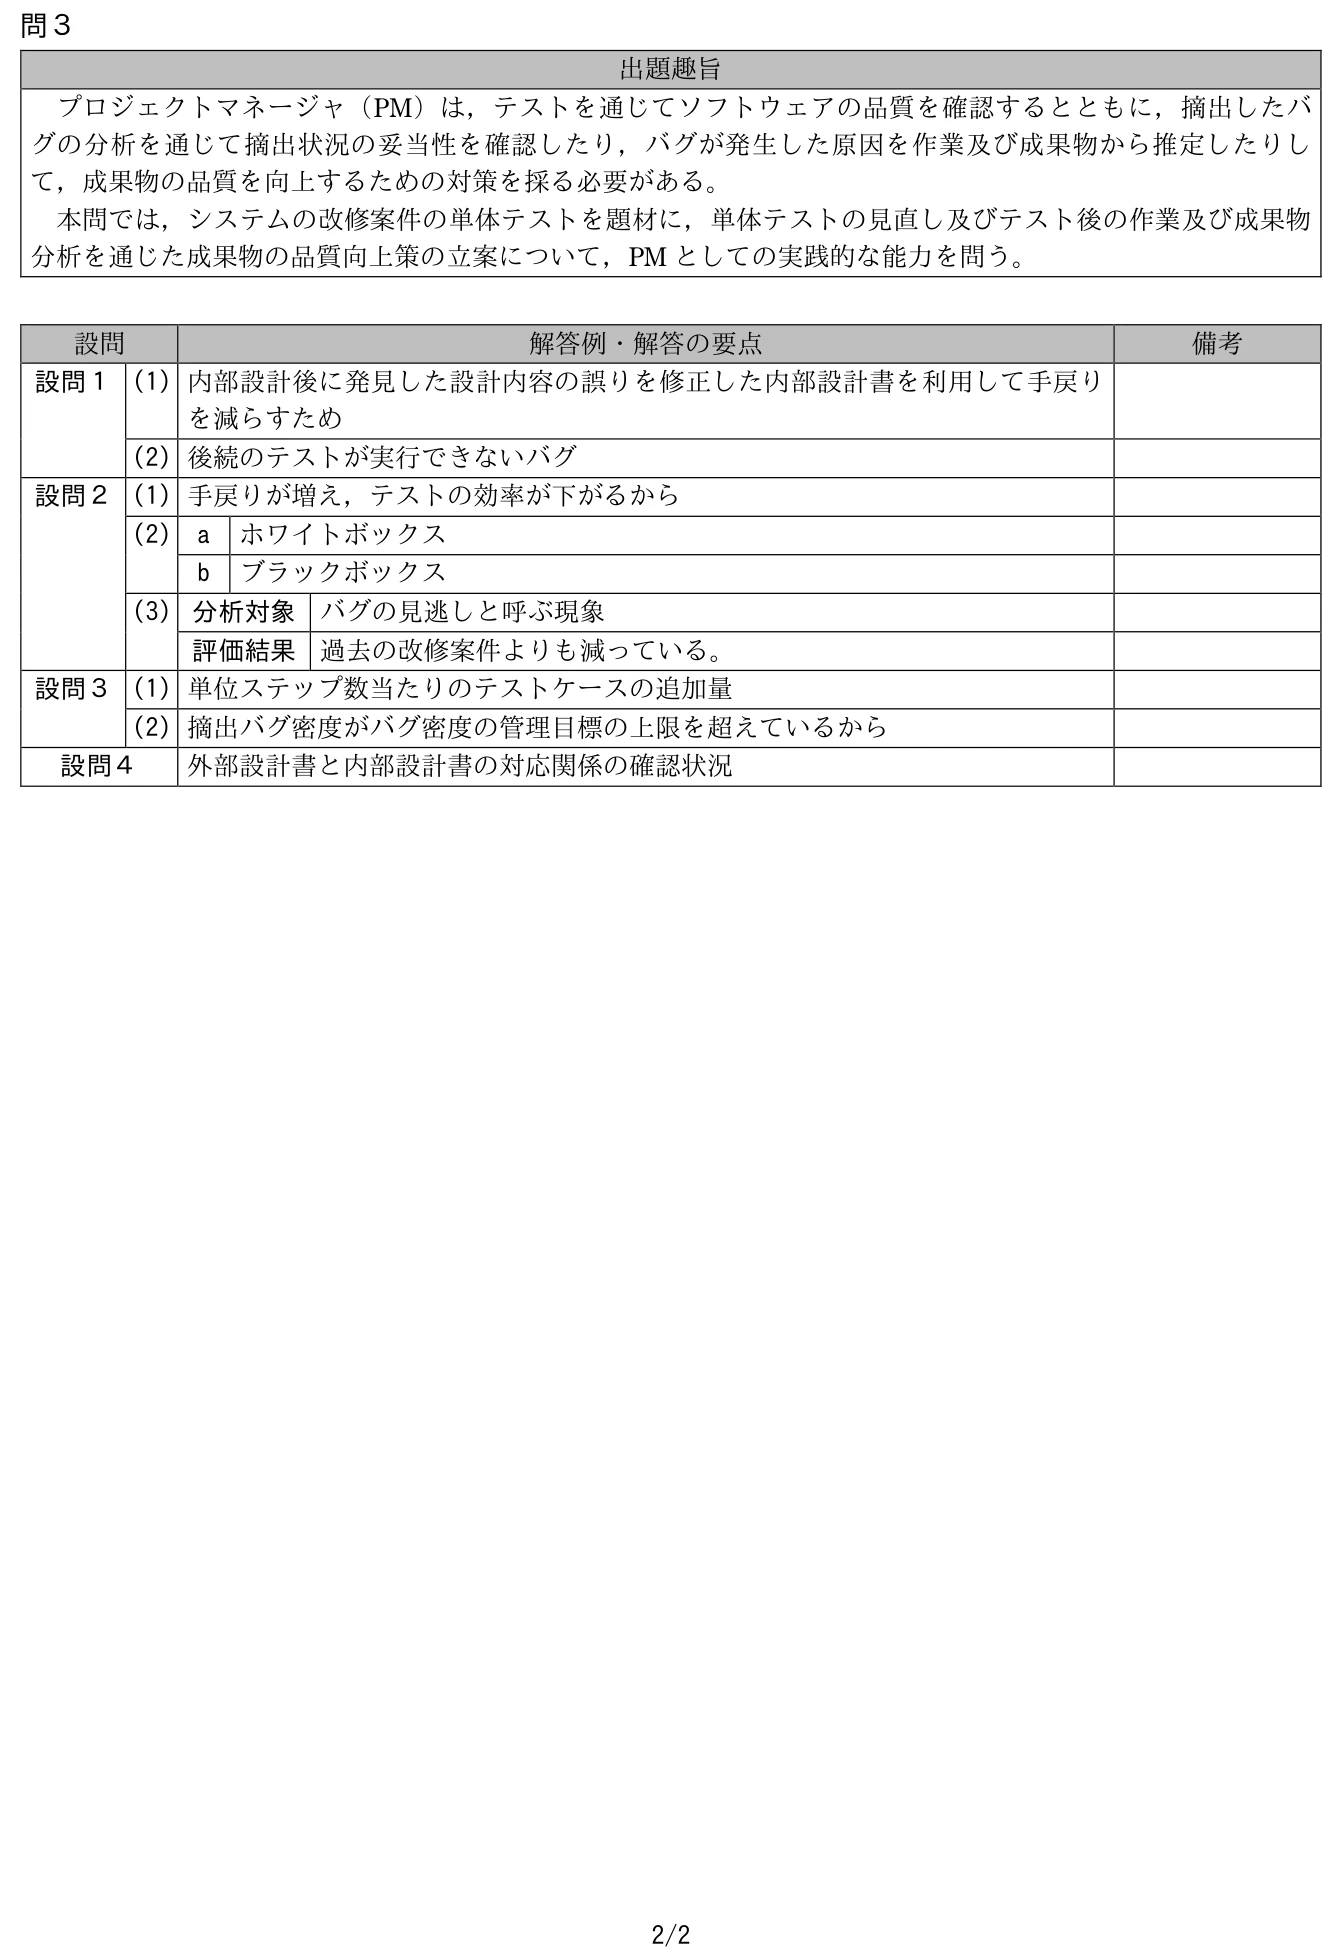 問３
出題趣旨
プロジェクトマネージャ（PM）は，テストを通じてソフトウェアの品質を確認するとともに，摘出したバ
グの分析を通じて摘出状況の妥当性を確認したり，バグが発生した原因を作業及び成果物から推定したりし
て，成果物の品質を向上するための対策を採る必要がある。
本問では，システムの改修案件の単体テストを題材に，単体テストの見直し及びテスト後の作業及び成果物
分析を通じた成果物の品質向上策の立案について，PM としての実践的な能力を問う。
設問 解答例・解答の要点 備考
設問１ (1) 内部設計後に発見した設計内容の誤りを修正した内部設計書を利用して手戻り
を減らすため
(2) 後続のテストが実行できないバグ
設問２ (1) 手戻りが増え，テストの効率が下がるから
(2) a ホワイトボックス
b ブラックボックス
(3) 分析対象 バグの見逃しと呼ぶ現象
評価結果 過去の改修案件よりも減っている。
設問３ (1) 単位ステップ数当たりのテストケースの追加量
(2) 摘出バグ密度がバグ密度の管理目標の上限を超えているから
設問４ 外部設計書と内部設計書の対応関係の確認状況
2/2